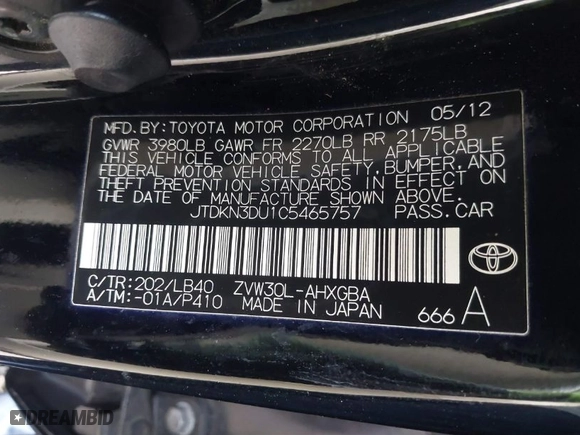 MFD. BY: TOYOTA MOTOR CORPORATION 05/12
GVWR 3980LB GAWR FR 2270LB RR 2175LB
THIS VEHICLE CONFORMS TO ALL APPLICABLE
FEDERAL MOTOR VEHICLE SAFETY, BUMPER, AND
THEFT PREVENTION STANDARDS IN EFFECT ON
THE DATE OF MANUFACTURE SHOWN ABOVE.
JTDKN3DU1C5465757 PASS. CAR
C/TR: 202/LB40 ZVW30L-AHXGBA
A/TM: -01A/P410 MADE IN JAPAN
666 A
DREAMBID